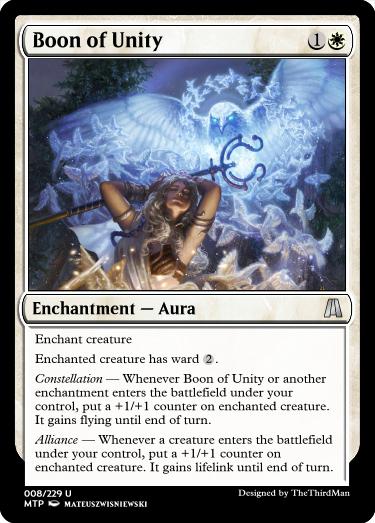 Boon of Unity 1
Enchantment — Aura
Enchant creature
Enchanted creature has ward 2.
Constellation — Whenever Boon of Unity or another
enchantment enters the battlefield under your
control, put a +1/+1 counter on enchanted creature.
It gains flying until end of turn.
Alliance — Whenever a creature enters the battlefield
under your control, put a +1/+1 counter on
enchanted creature. It gains lifelink until end of turn.
008/229 U
MTP MATEUSZWISNIEWSKI
Designed by TheThirdMan